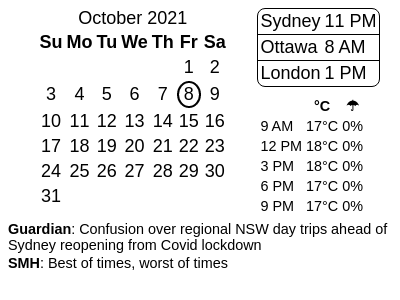 October 2021
Su Mo Tu We Th Fr Sa
1 2
3 4 5 6 7 8 9
10 11 12 13 14 15 16
17 18 19 20 21 22 23
24 25 26 27 28 29 30
31
Sydney 11 PM
Ottawa 8 AM
London 1 PM
°C ☂
9 AM 17°C 0%
12 PM 18°C 0%
3 PM 18°C 0%
6 PM 17°C 0%
9 PM 17°C 0%
Guardian: Confusion over regional NSW day trips ahead of
Sydney reopening from Covid lockdown
SMH: Best of times, worst of times